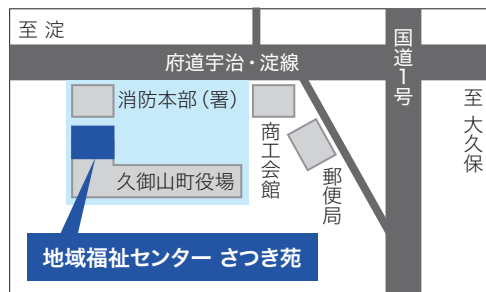 至 淀
府道宇治・淀線
国道1号
至 大久保
消防本部(署)
商工会館
郵便局
久御山町役場
地域福祉センター さつき苑